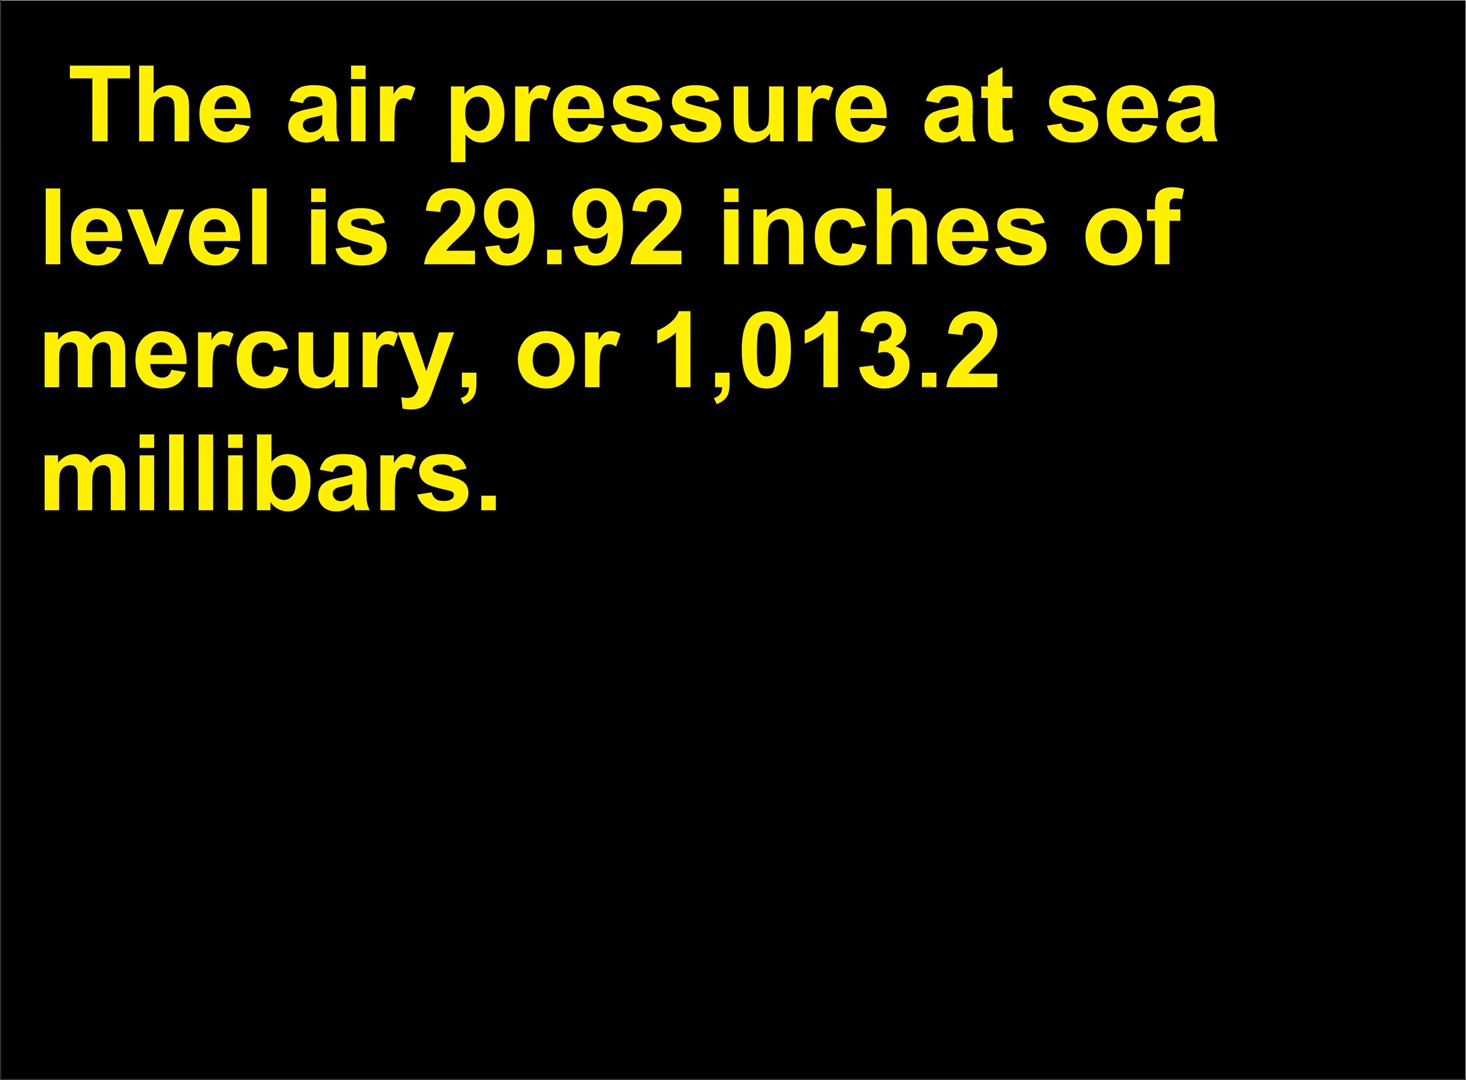 The air pressure at sea
level is 29.92 inches of
mercury, or 1,013.2
millibars.